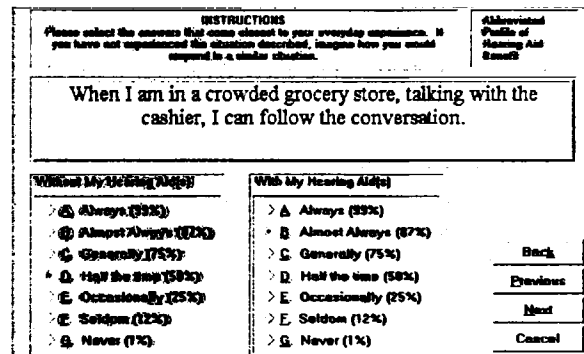 INSTRUCTIONS
Please select the answers that come closest to your everyday experience. If
you have not experienced the situation described, imagine how you would
respond in a similar situation.
Abbreviated
Profile of
Hearing Aid
Benefit
When I am in a crowded grocery store, talking with the
cashier, I can follow the conversation.
Without My Hearing Aid(s)
A. Always (99%)
B. Almost Always (87%)
C. Generally (75%)
D. Half the time (50%)
E. Occasionally (25%)
F. Seldom (12%)
G. Never (1%)
With My Hearing Aid(s)
A Always (99%)
B Almost Always (87%)
C. Generally (75%)
D. Half the time (50%)
E. Occasionally (25%)
F. Seldom (12%)
G. Never (1%)
Back
Previous
Next
Cancel